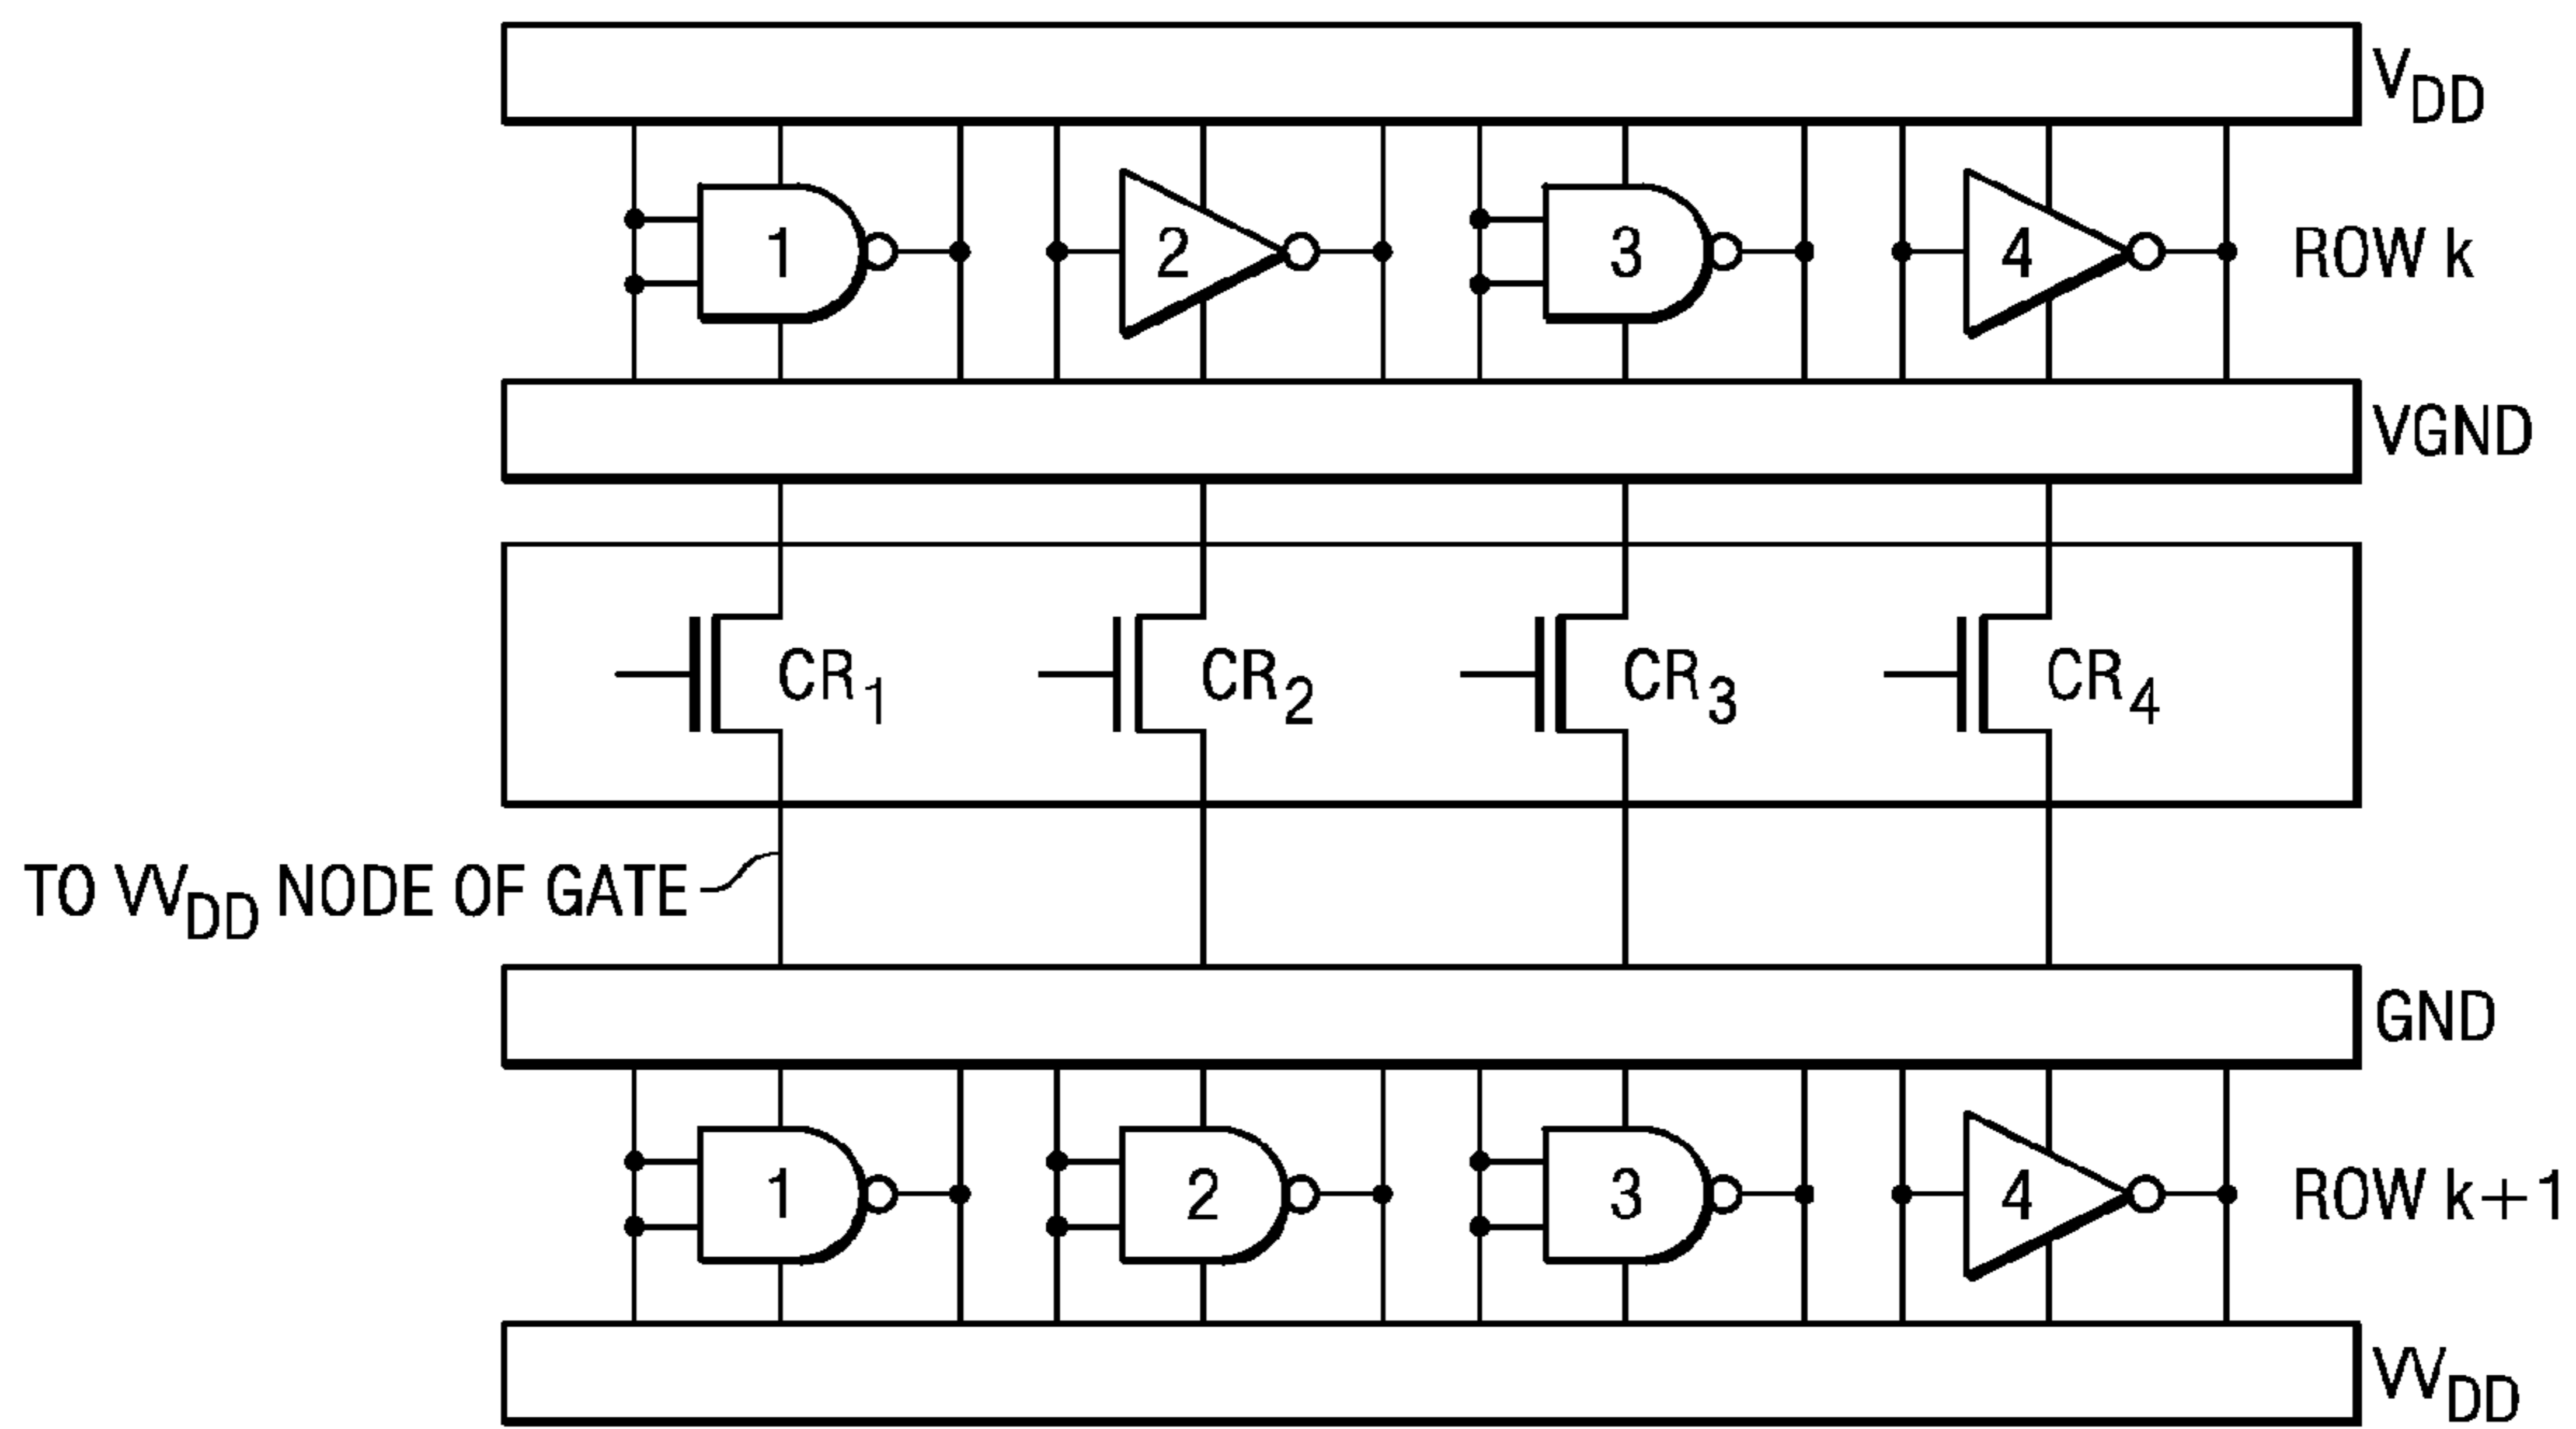 VDD
1 2 3 4 ROW k
VGND
CR1 CR2 CR3 CR4
TO VVDD NODE OF GATE
GND
1 2 3 4 ROW k+1
VVDD